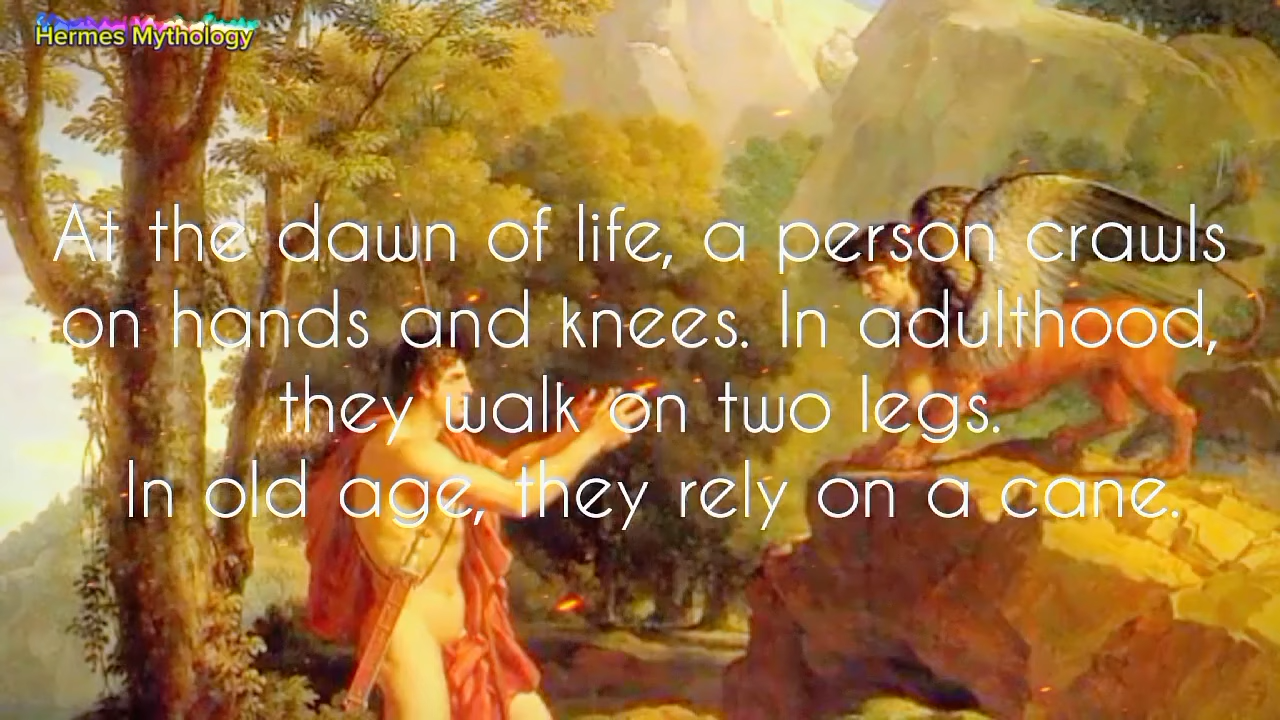 Hermes Mythology
At the dawn of life, a person crawls
on hands and knees. In adulthood,
they walk on two legs.
In old age, they rely on a cane.